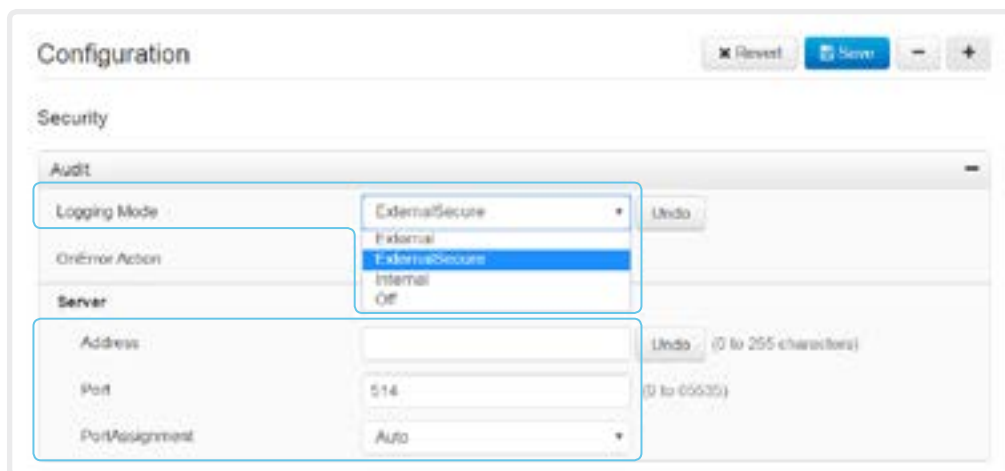 Configuration
Revert
Save
Security
Audit
Logging Mode
ExternalSecure
Undo
External
ExternalSecure
Internal
Off
OnError Action
Server
Address
Undo
(0 to 255 characters)
Port
514
(0 to 65535)
PortAssignment
Auto